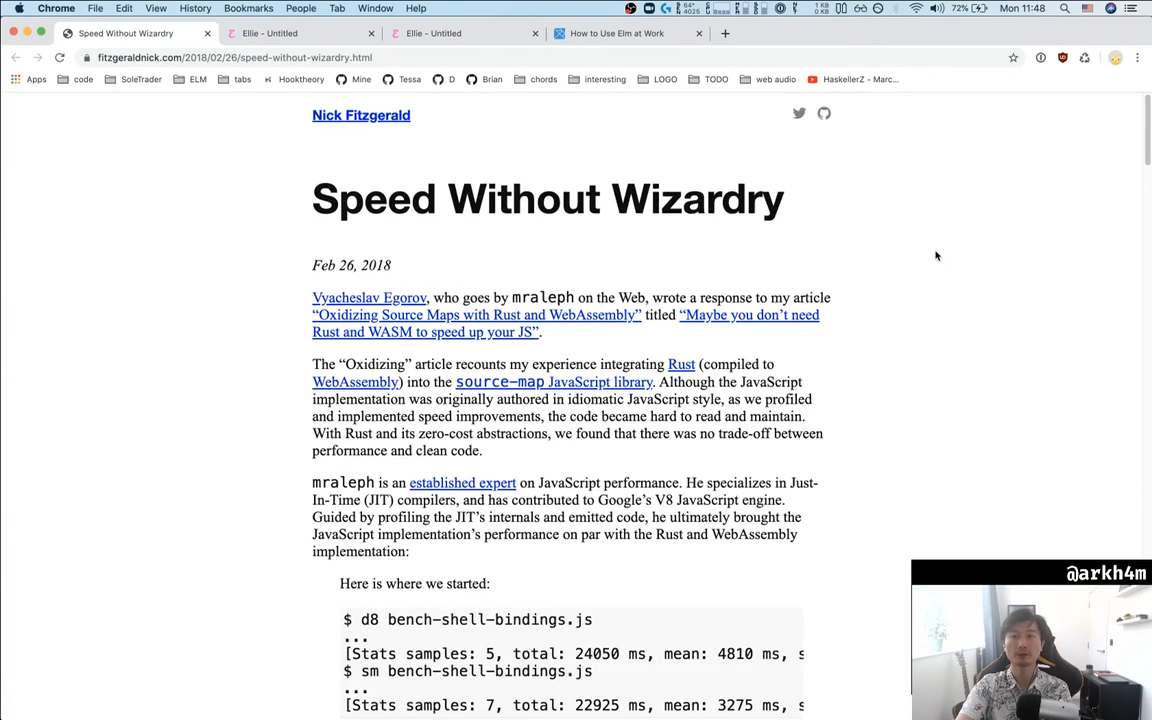 Chrome File Edit View History Bookmarks People Tab Window Help 72% Mon 11:48
Speed Without Wizardry Ellie - Untitled Ellie - Untitled How to Use Elm at Work
fitzgeraldnick.com/2018/02/26/speed-without-wizardry.html
Apps code SoleTrader ELM tabs Hooktheory Mine Tessa D Brian chords interesting LOGO TODO web audio HaskellerZ - Marc...
Nick Fitzgerald
Speed Without Wizardry
Feb 26, 2018
Vyacheslav Egorov, who goes by mraleph on the Web, wrote a response to my article
“Oxidizing Source Maps with Rust and WebAssembly” titled “Maybe you don’t need
Rust and WASM to speed up your JS”.
The “Oxidizing” article recounts my experience integrating Rust (compiled to
WebAssembly) into the source-map JavaScript library. Although the JavaScript
implementation was originally authored in idiomatic JavaScript style, as we profiled
and implemented speed improvements, the code became hard to read and maintain.
With Rust and its zero-cost abstractions, we found that there was no trade-off between
performance and clean code.
mraleph is an established expert on JavaScript performance. He specializes in Just-
In-Time (JIT) compilers, and has contributed to Google’s V8 JavaScript engine.
Guided by profiling the JIT’s internals and emitted code, he ultimately brought the
JavaScript implementation’s performance on par with the Rust and WebAssembly
implementation:
Here is where we started:
$ d8 bench-shell-bindings.js
...
[Stats samples: 5, total: 24050 ms, mean: 4810 ms, s
$ sm bench-shell-bindings.js
...
[Stats samples: 7, total: 22925 ms, mean: 3275 ms, s
@arkh4m